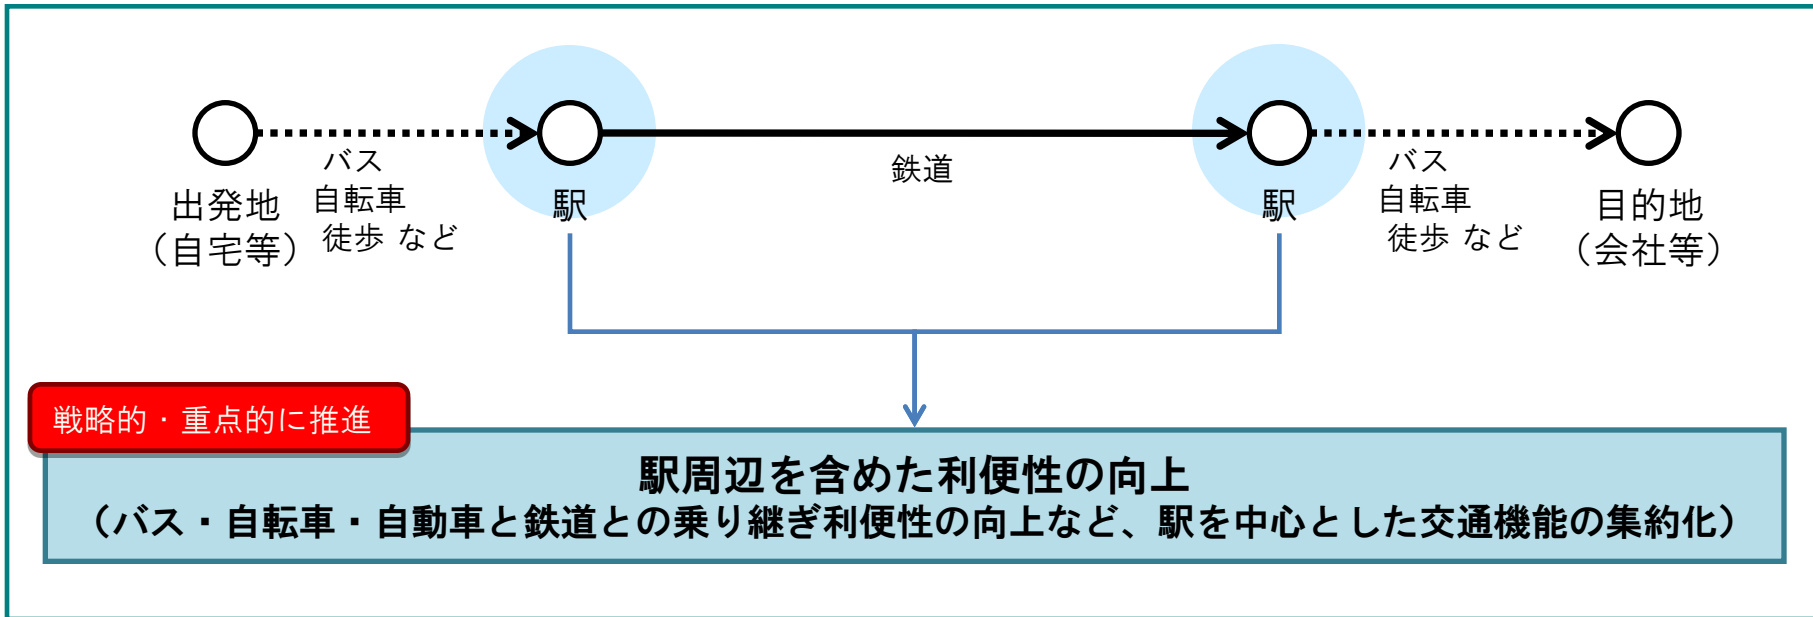 バス
自転車
徒歩 など
鉄道
バス
自転車
徒歩 など
出発地
（自宅等）
駅
駅
目的地
（会社等）
戦略的・重点的に推進
駅周辺を含めた利便性の向上
（バス・自転車・自動車と鉄道との乗り継ぎ利便性の向上など、駅を中心とした交通機能の集約化）